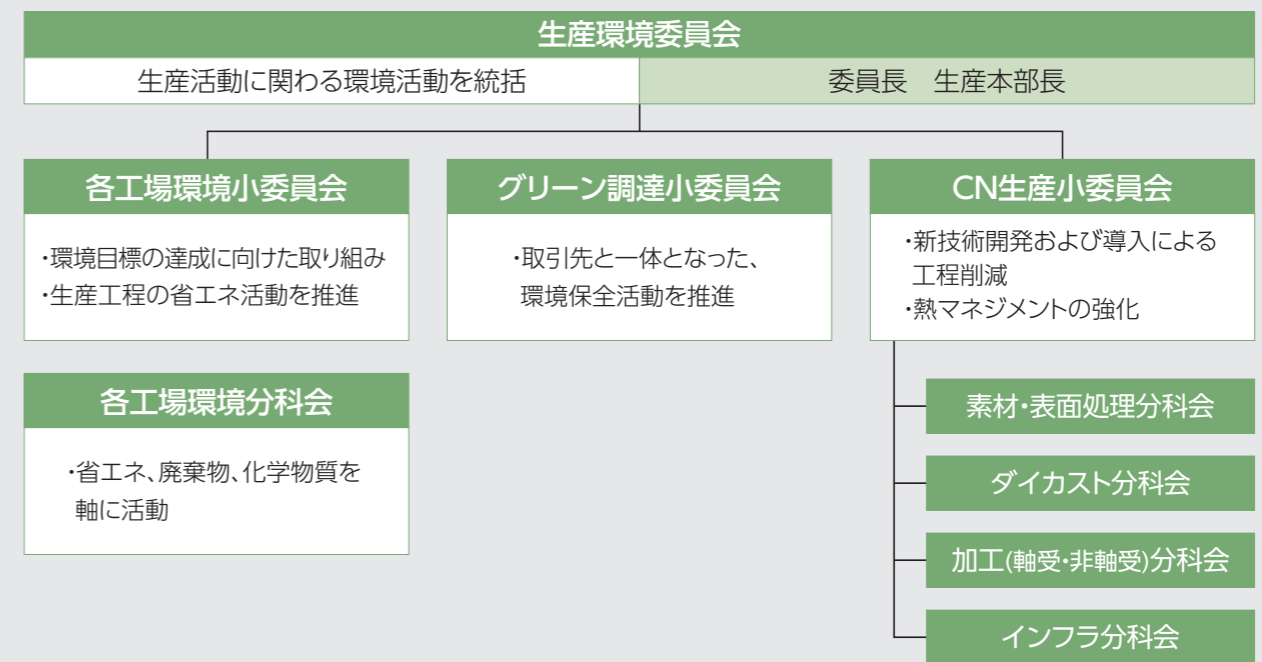 生産環境委員会
生産活動に関わる環境活動を統括
委員長　生産本部長
各工場環境小委員会
・環境目標の達成に向けた取り組み
・生産工程の省エネ活動を推進
グリーン調達小委員会
・取引先と一体となった、
環境保全活動を推進
CN生産小委員会
・新技術開発および導入による
工程削減
・熱マネジメントの強化
各工場環境分科会
・省エネ、廃棄物、化学物質を
軸に活動
素材・表面処理分科会
ダイカスト分科会
加工(軸受・非軸受)分科会
インフラ分科会